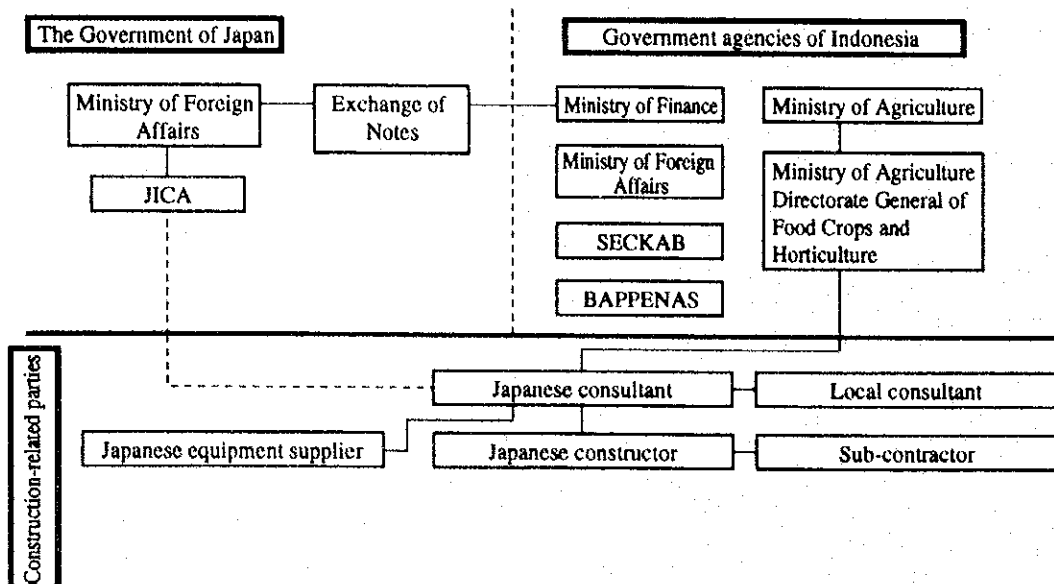 The Government of Japan
Government agencies of Indonesia
Ministry of Foreign
Affairs
Exchange of
Notes
Ministry of Finance
Ministry of Agriculture
JICA
Ministry of Foreign
Affairs
Ministry of Agriculture
Directorate General of
Food Crops and
Horticulture
SECKAB
BAPPENAS
Construction-related parties
Japanese consultant
Local consultant
Japanese equipment supplier
Japanese constructor
Sub-contractor